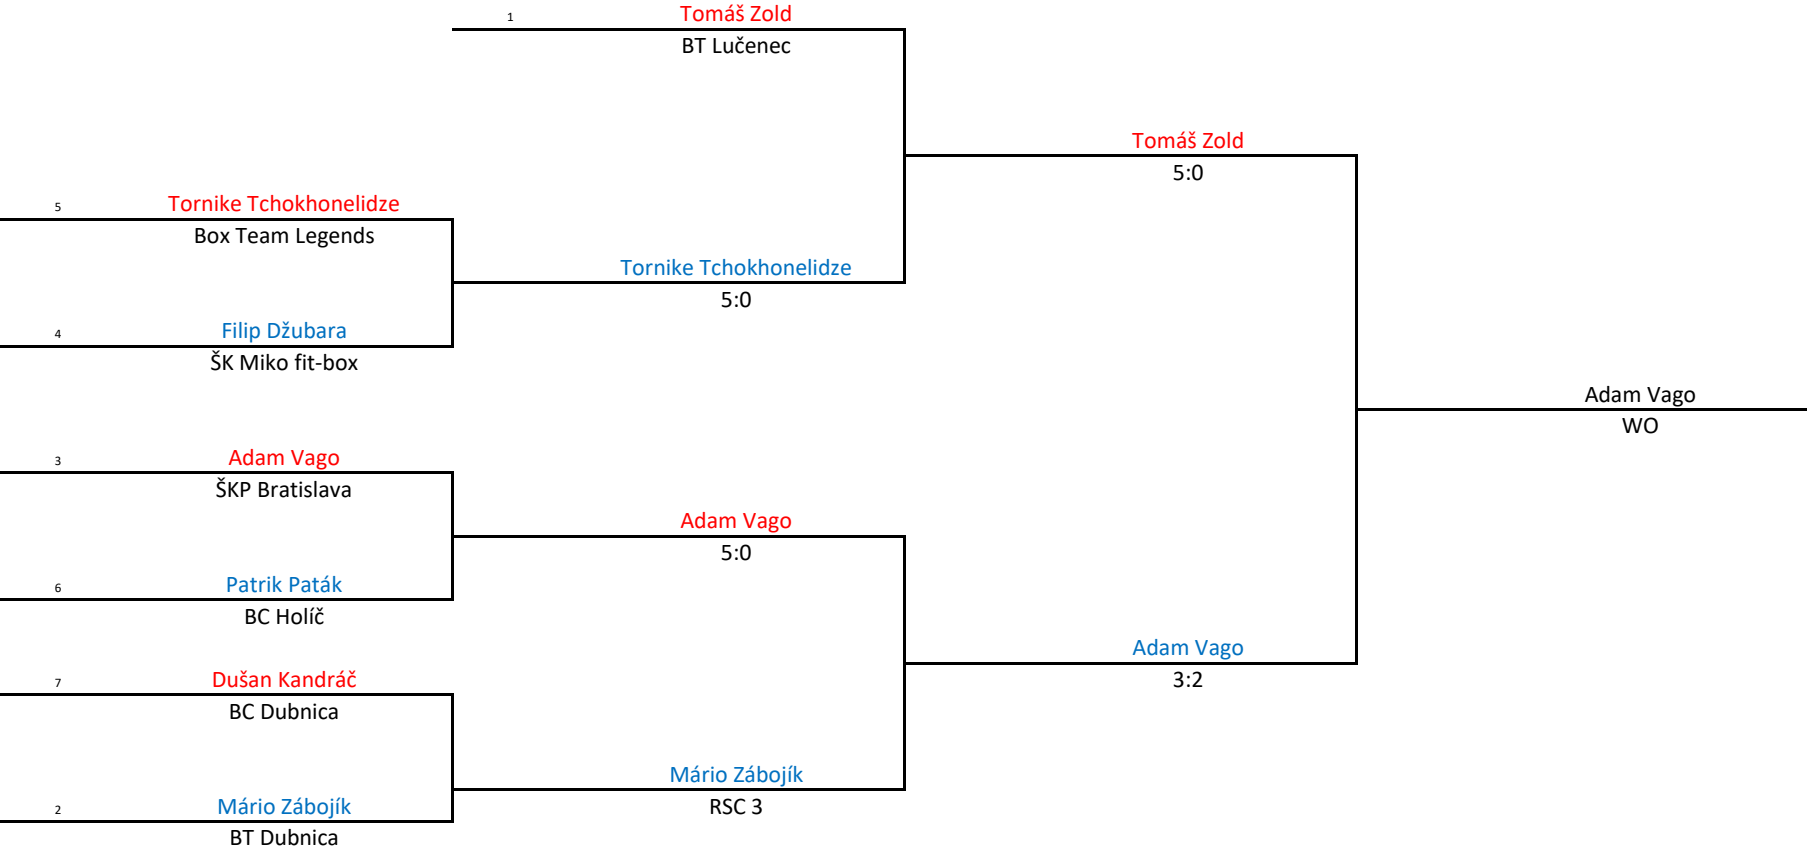 1 Tomáš Zold
BT Lučenec
Tomáš Zold
5:0
5 Tornike Tchokhonelidze
Box Team Legends
Tornike Tchokhonelidze
5:0
4 Filip Džubara
ŠK Miko fit-box
Adam Vago
WO
3 Adam Vago
ŠKP Bratislava
Adam Vago
5:0
6 Patrik Paták
BC Holíč
Adam Vago
3:2
7 Dušan Kandráč
BC Dubnica
Mário Zábojík
RSC 3
2 Mário Zábojík
BT Dubnica